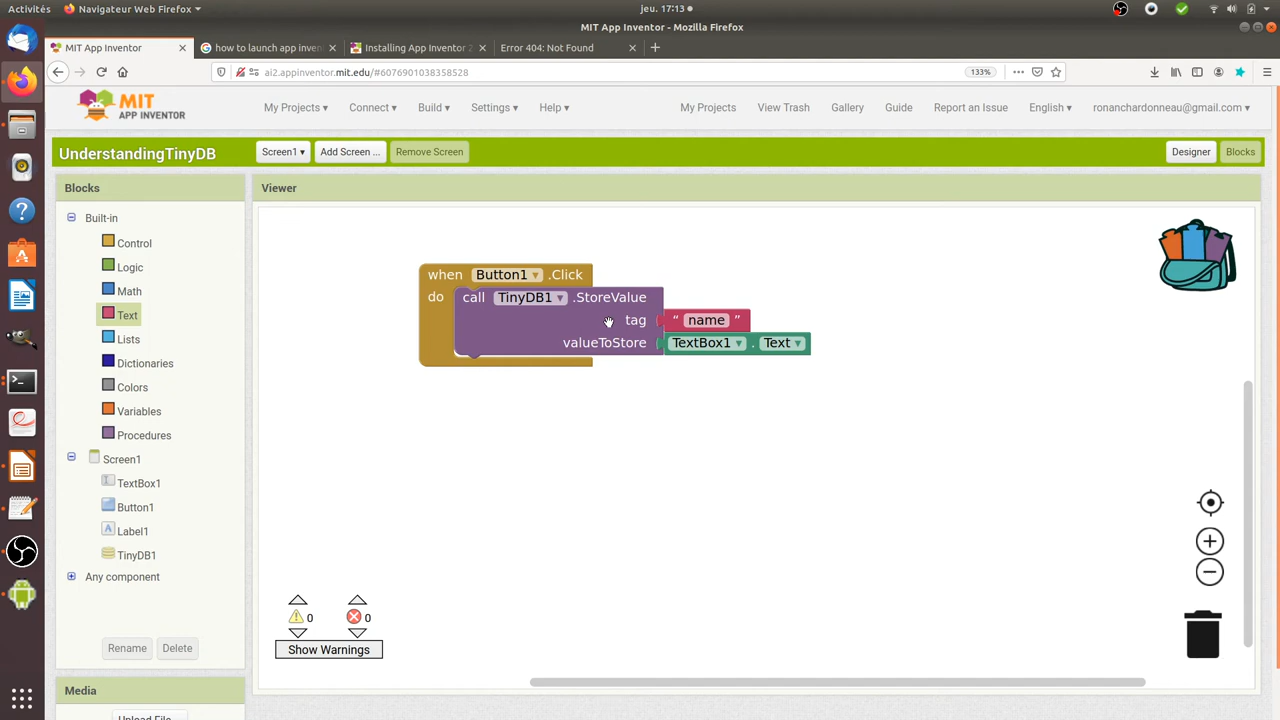 Activités
Navigateur Web Firefox ▾
jeu. 17:13 ●
MIT App Inventor - Mozilla Firefox
MIT App Inventor
how to launch app inven
Installing App Inventor 2
Error 404: Not Found
ai2.appinventor.mit.edu/#6076901038358528
133%
MIT
APP INVENTOR
My Projects ▾
Connect ▾
Build ▾
Settings ▾
Help ▾
My Projects
View Trash
Gallery
Guide
Report an Issue
English ▾
ronanchardonneau@gmail.com ▾
UnderstandingTinyDB
Screen1 ▾
Add Screen ...
Remove Screen
Designer
Blocks
Blocks
Viewer
Built-in
Control
Logic
Math
Text
Lists
Dictionaries
Colors
Variables
Procedures
Screen1
TextBox1
Button1
Label1
TinyDB1
Any component
Rename
Delete
Media
Upload File ...
when Button1 ▾ .Click
do call TinyDB1 ▾ .StoreValue
tag “ name ”
valueToStore TextBox1 ▾ . Text ▾
0
0
Show Warnings